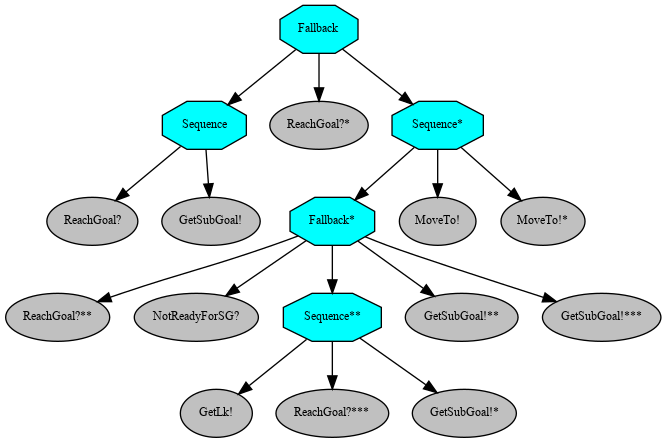 Fallback
Sequence
ReachGoal?*
Sequence*
ReachGoal?
GetSubGoal!
Fallback*
MoveTo!
MoveTo!*
ReachGoal?**
NotReadyForSG?
Sequence**
GetSubGoal!**
GetSubGoal!***
GetLk!
ReachGoal?***
GetSubGoal!*